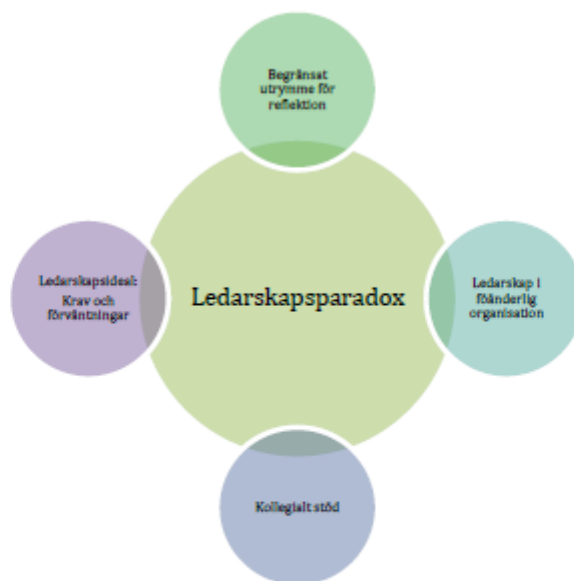 Begränsat
utrymme för
reflektion
Ledarskapsideal:
Krav och
förväntningar
Ledarskapsparadox
Ledarskap i
föänderlig
organisation
Kollegialt stöd